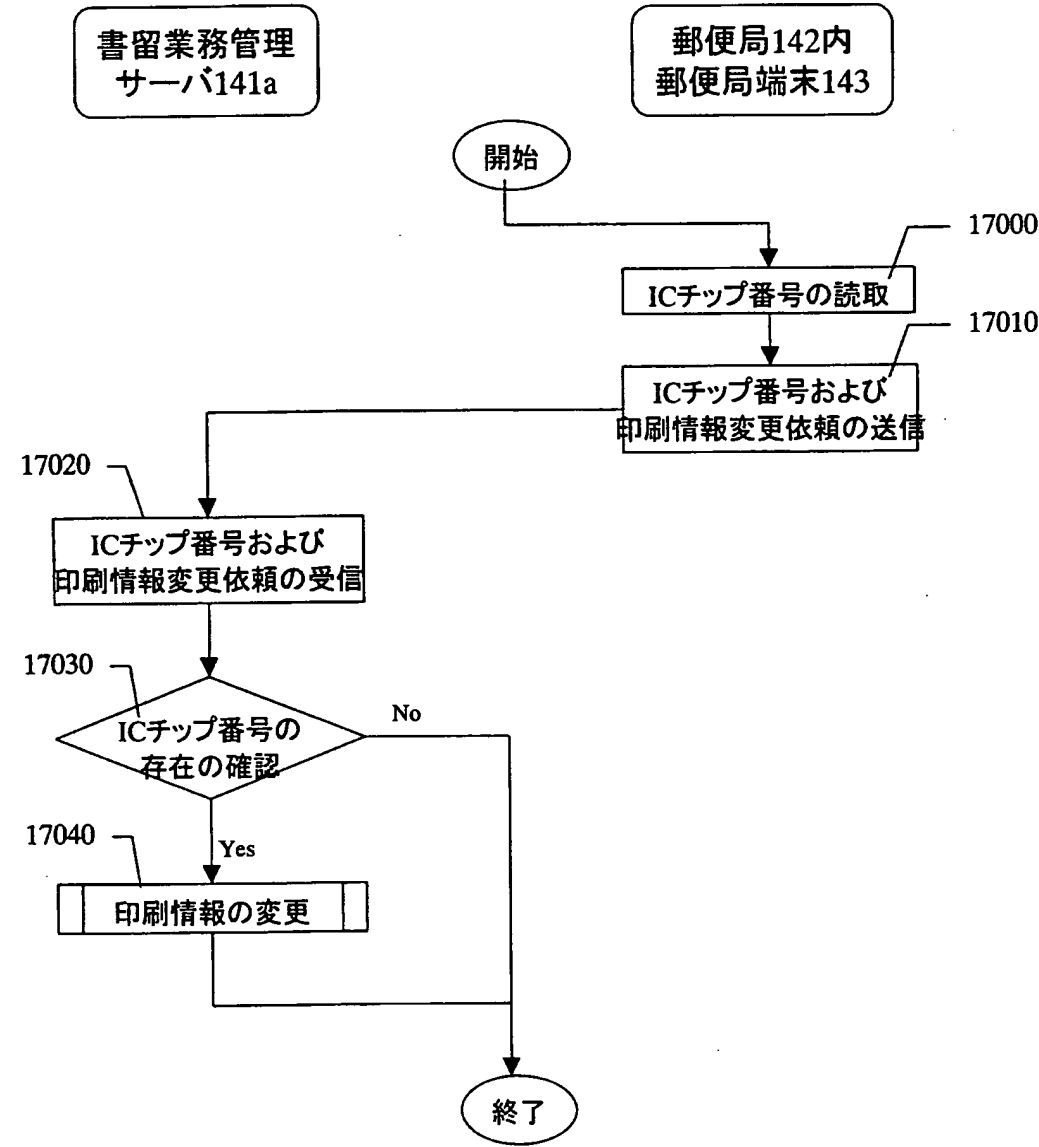 書留業務管理
サーバ141a
郵便局142内
郵便局端末143
開始
17000
ICチップ番号の読取
17010
ICチップ番号および
印刷情報変更依頼の送信
17020
ICチップ番号および
印刷情報変更依頼の受信
17030
ICチップ番号の
存在の確認
No
Yes
17040
印刷情報の変更
終了